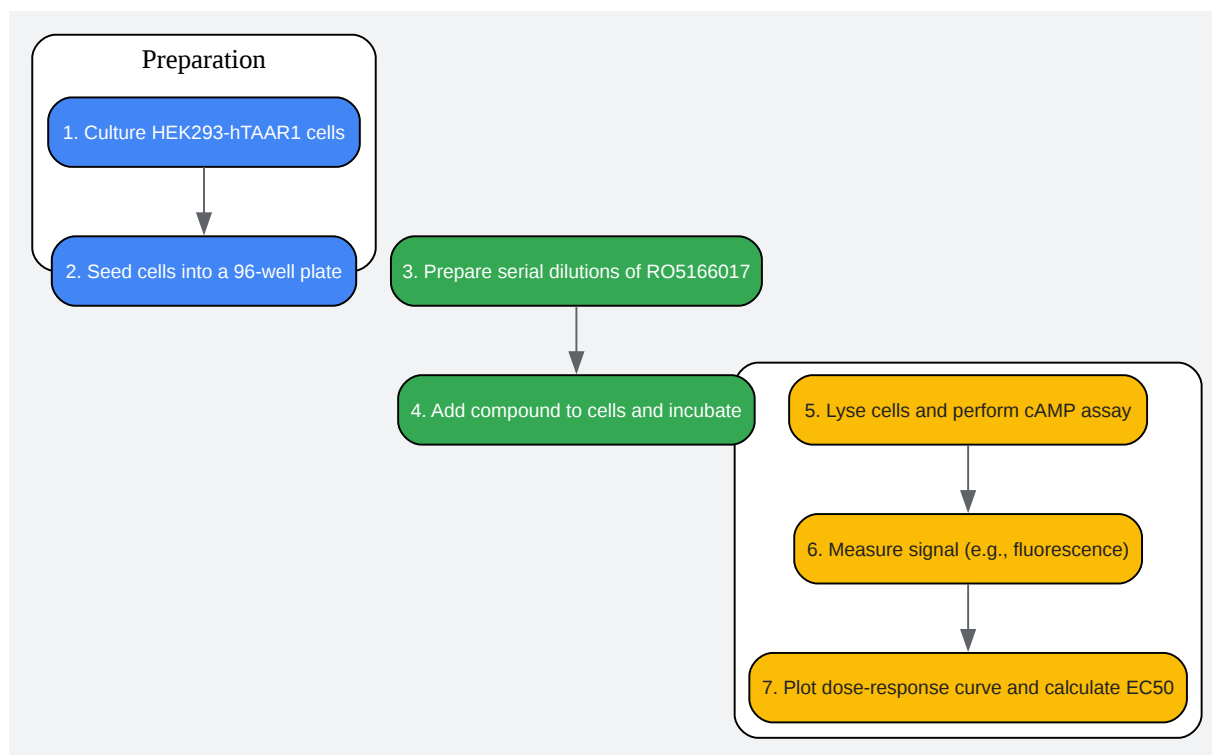 Preparation
1. Culture HEK293-hTAAR1 cells
2. Seed cells into a 96-well plate
3. Prepare serial dilutions of RO5166017
4. Add compound to cells and incubate
5. Lyse cells and perform cAMP assay
6. Measure signal (e.g., fluorescence)
7. Plot dose-response curve and calculate EC50